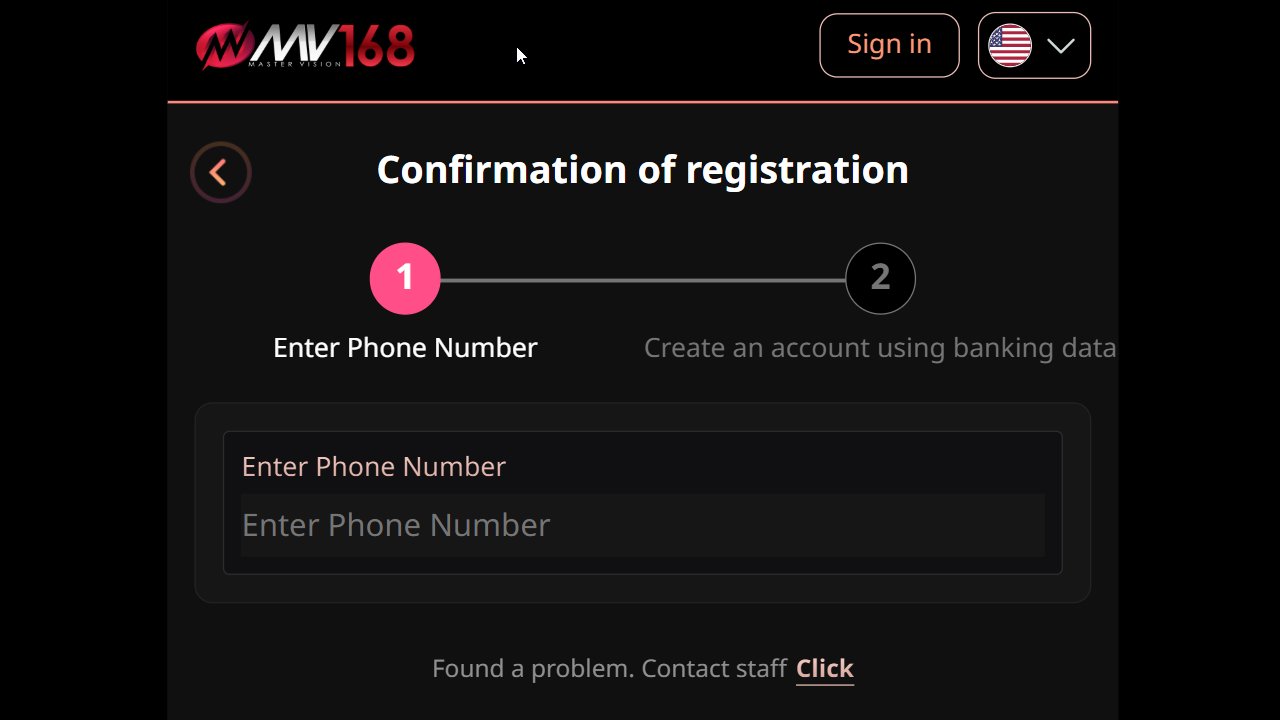 MV168
MASTER VISION
Sign in
Confirmation of registration
1
2
Enter Phone Number
Create an account using banking data
Enter Phone Number
Enter Phone Number
Found a problem. Contact staff Click